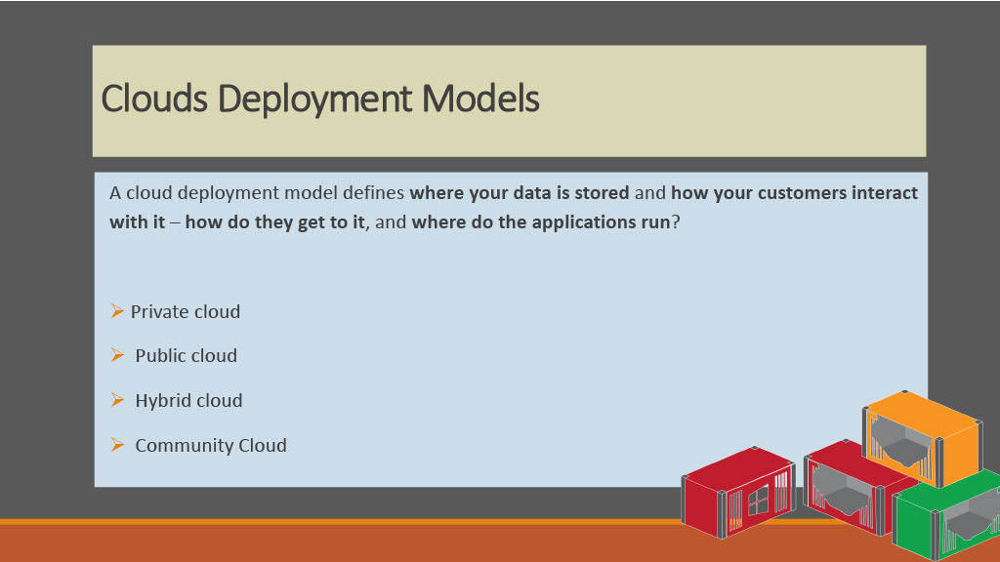 Clouds Deployment Models
A cloud deployment model defines where your data is stored and how your customers interact
with it – how do they get to it, and where do the applications run?
Private cloud
Public cloud
Hybrid cloud
Community Cloud